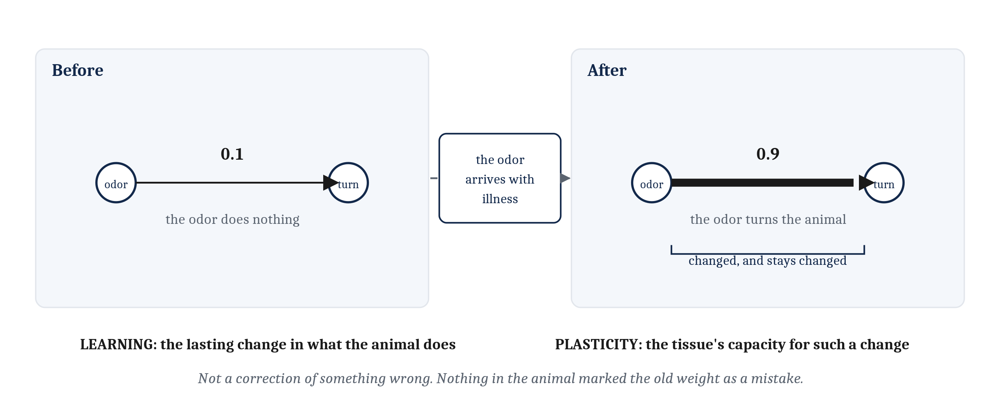 Before
0.1
odor
turn
the odor does nothing
the odor
arrives with
illness
After
0.9
odor
turn
the odor turns the animal
changed, and stays changed
LEARNING: the lasting change in what the animal does
PLASTICITY: the tissue's capacity for such a change
Not a correction of something wrong. Nothing in the animal marked the old weight as a mistake.